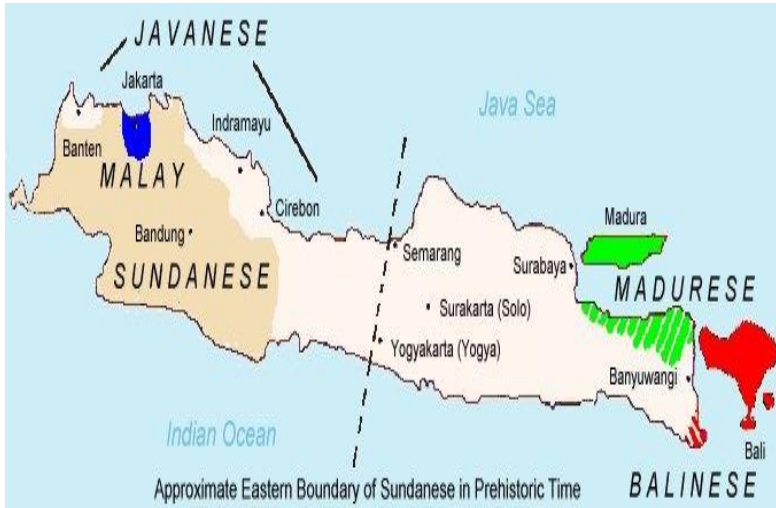 JAVANESE
Jakarta
Java Sea
Indramayu
Banten
MALAY
Cirebon
Madura
Bandung
Semarang
Surabaya
SUNDANESE
MADURESE
Surakarta (Solo)
Yogyakarta (Yogya)
Banyuwangi
Indian Ocean
Bali
Approximate Eastern Boundary of Sundanese in Prehistoric Time
BALINESE